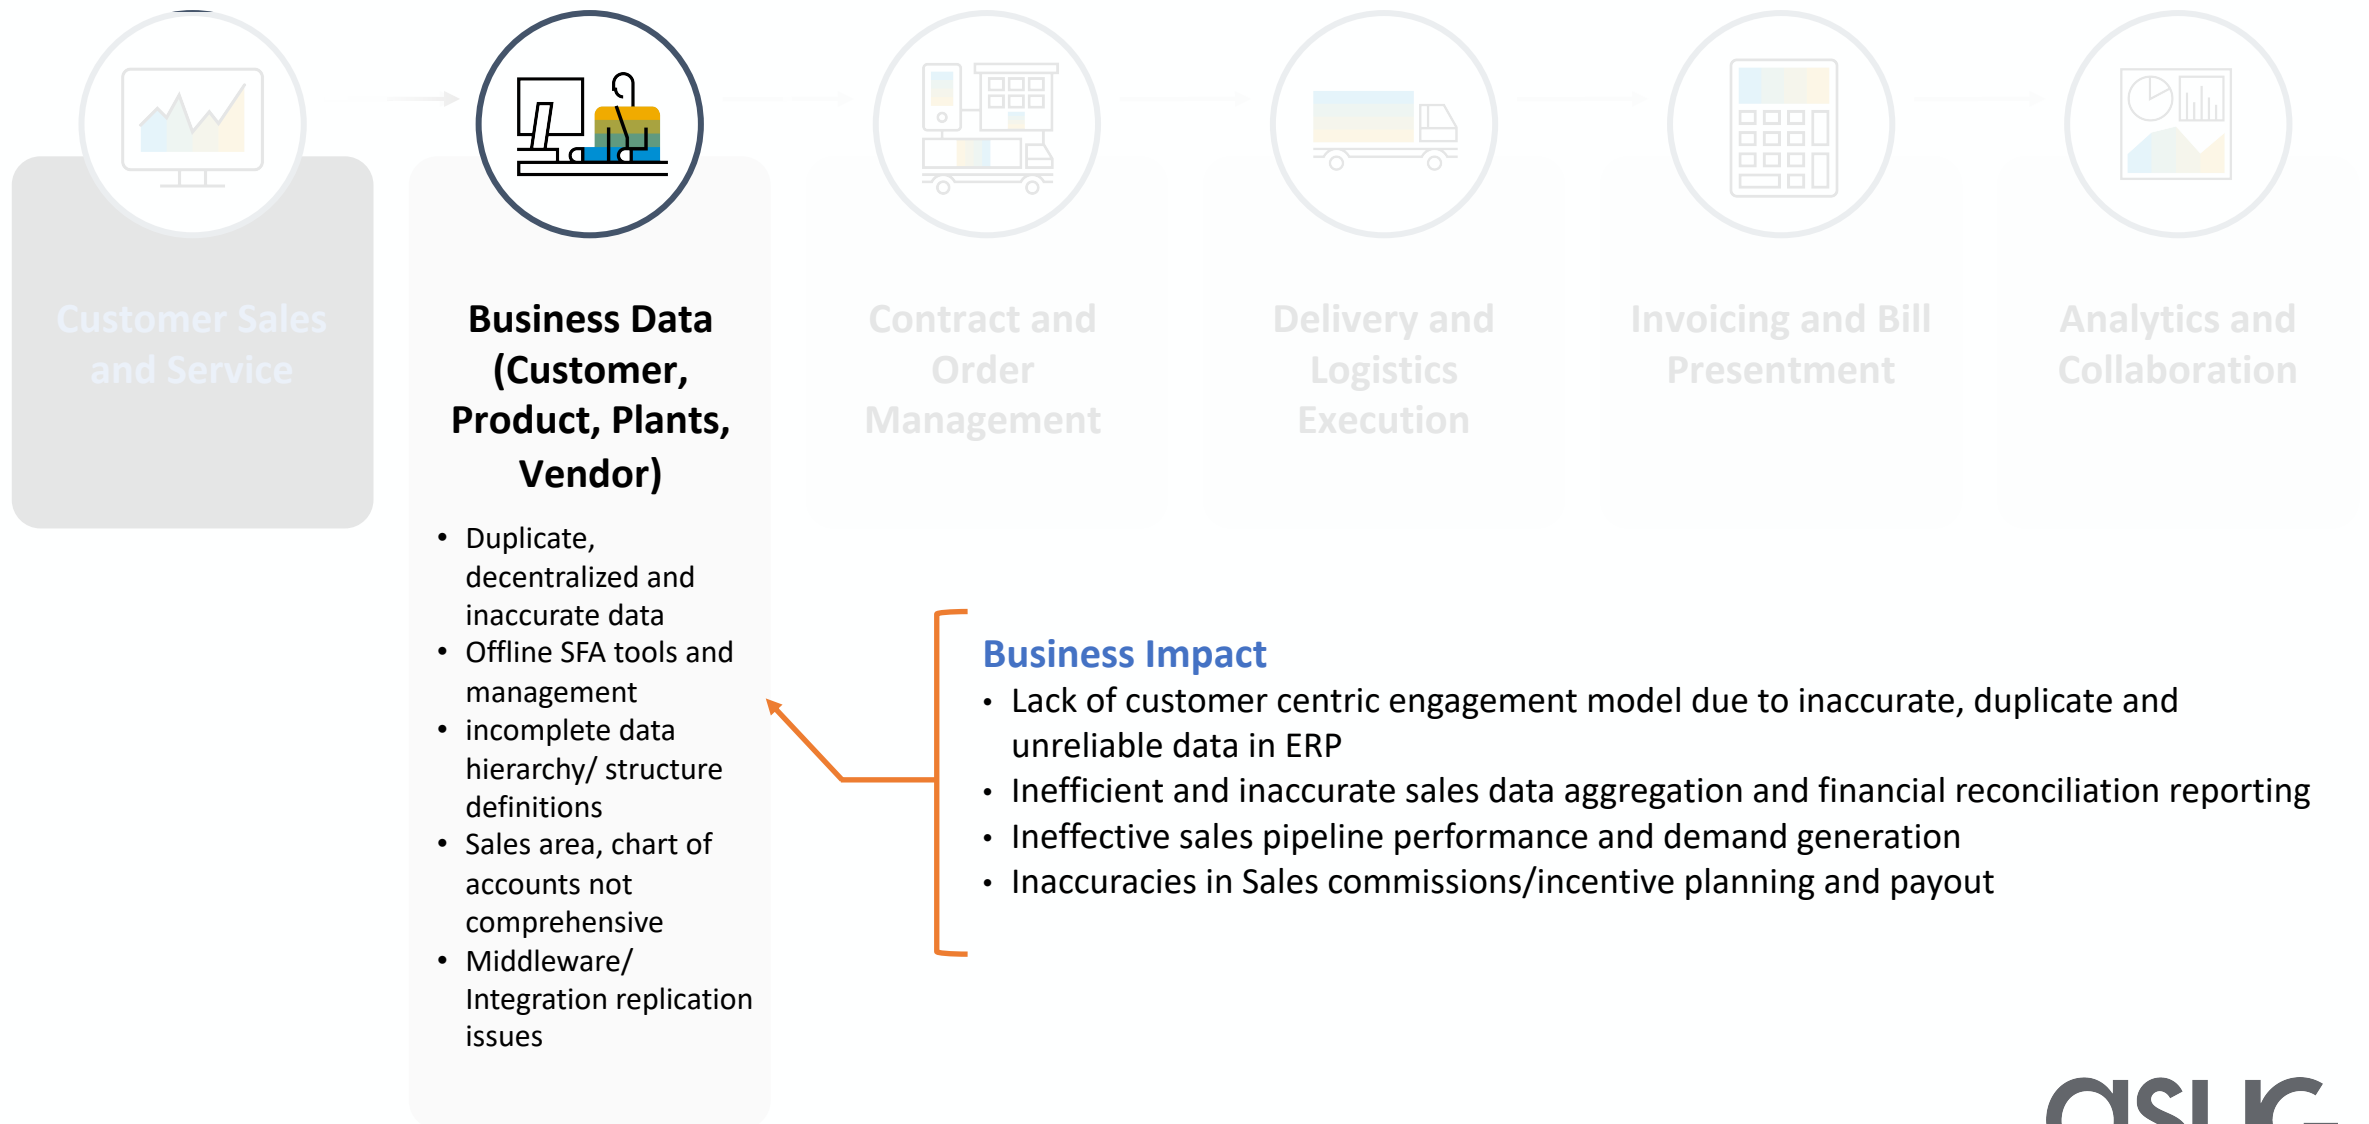 Customer Sales
and Service
Business Data
(Customer,
Product, Plants,
Vendor)
• Duplicate,
decentralized and
inaccurate data
• Offline SFA tools and
management
• incomplete data
hierarchy/ structure
definitions
• Sales area, chart of
accounts not
comprehensive
• Middleware/
Integration replication
issues
Contract and
Order
Management
Delivery and
Logistics
Execution
Invoicing and Bill
Presentment
Analytics and
Collaboration
Business Impact
• Lack of customer centric engagement model due to inaccurate, duplicate and
unreliable data in ERP
• Inefficient and inaccurate sales data aggregation and financial reconciliation reporting
• Ineffective sales pipeline performance and demand generation
• Inaccuracies in Sales commissions/incentive planning and payout
asug